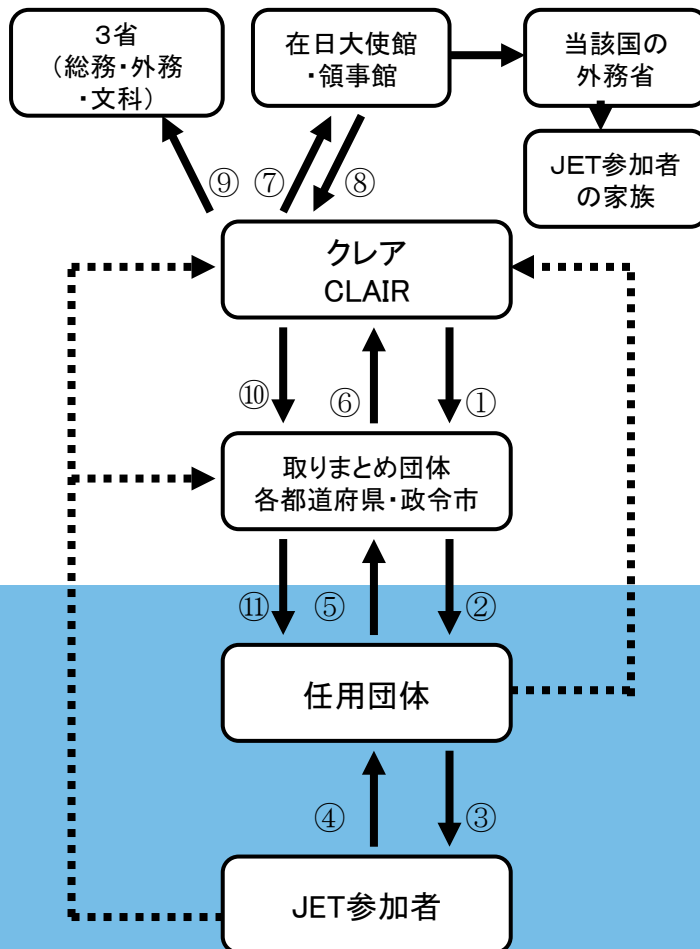 3省
（総務・外務
・文科）
在日大使館
・領事館
当該国の
外務省
JET参加者
の家族
⑨
⑦
⑧
クレア
CLAIR
⑩
⑥
①
取りまとめ団体
各都道府県・政令市
⑪
⑤
②
任用団体
④
③
JET参加者